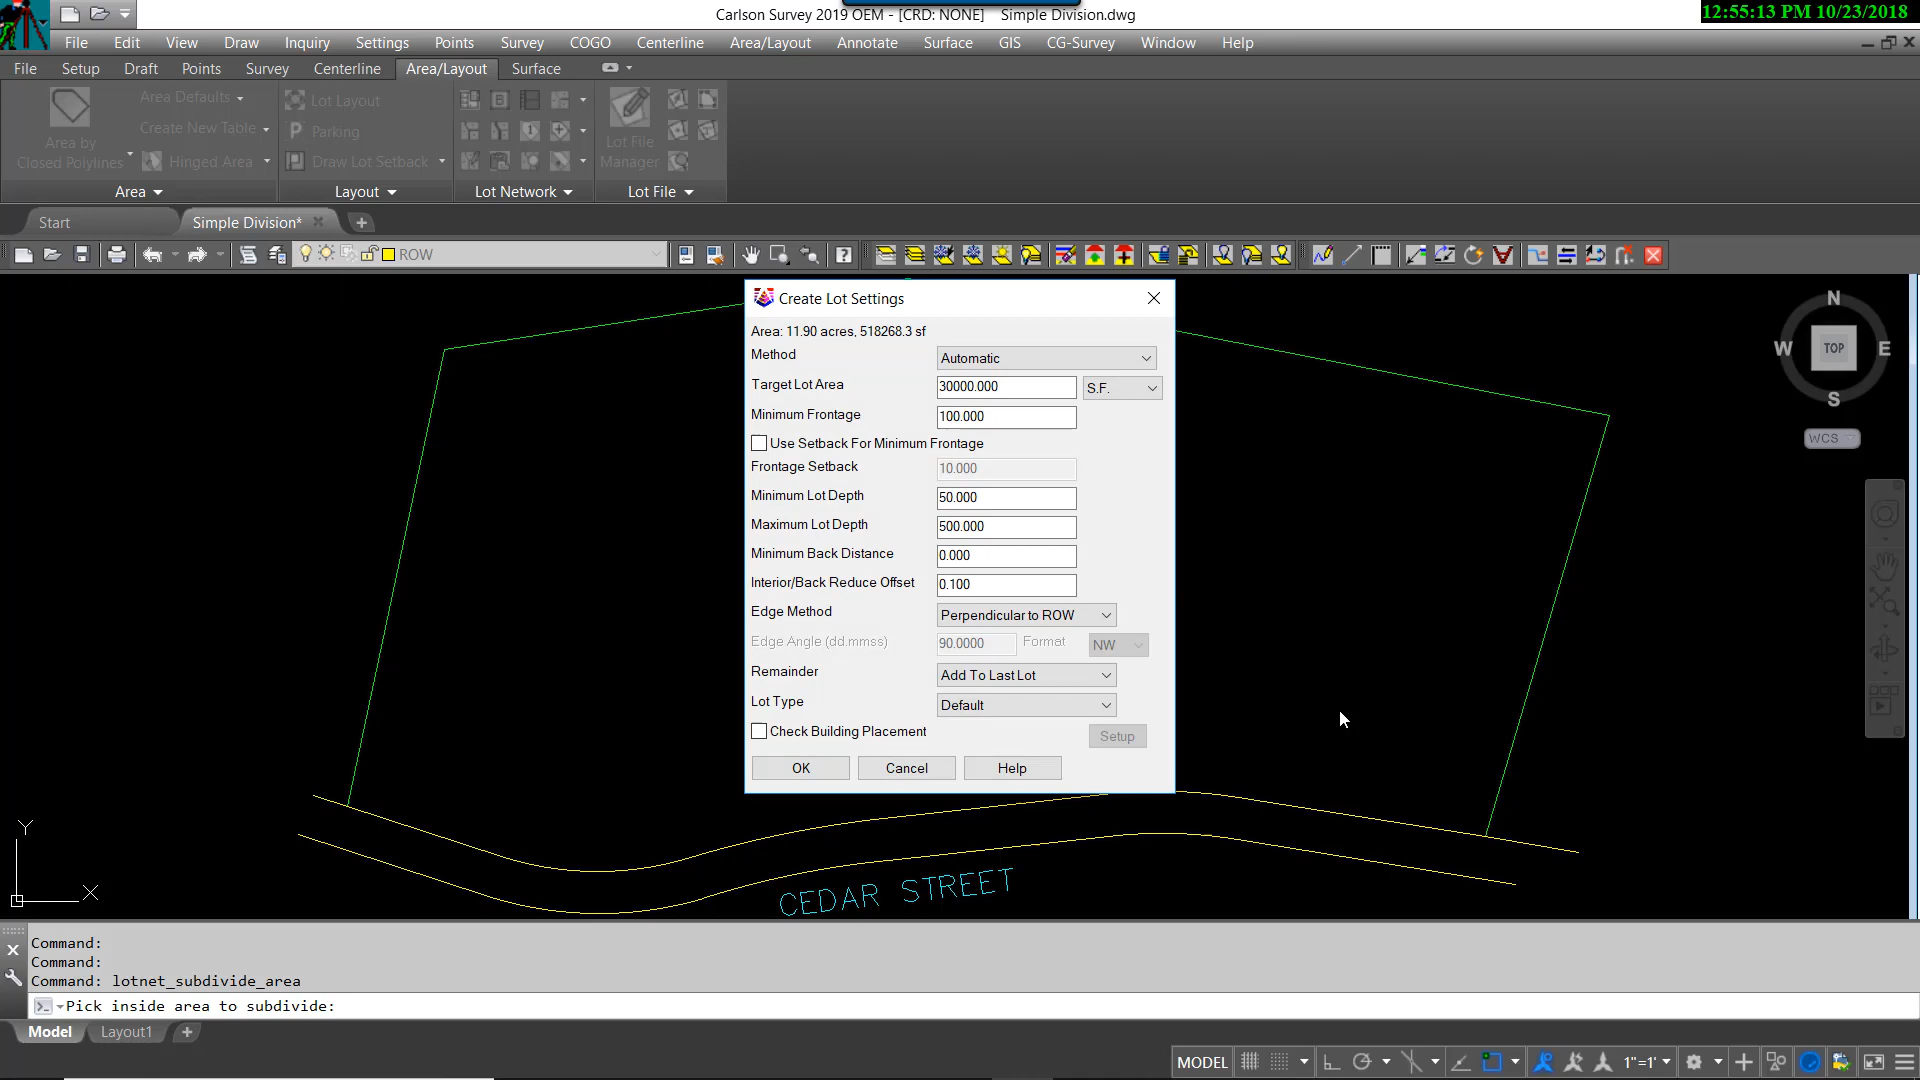 Carlson Survey 2019 OEM - [CRD: NONE] Simple Division.dwg
12:55:13 PM 10/23/2018
File Edit View Draw Inquiry Settings Points Survey COGO Centerline Area/Layout Annotate Surface GIS CG-Survey Window Help
File Setup Draft Points Survey Centerline Area/Layout Surface
Area by
Closed Polylines
Area Defaults
Create New Table
Hinged Area
Lot Layout
P Parking
Draw Lot Setback
Lot File
Manager
Area Layout Lot Network Lot File
Start Simple Division*
ROW
Create Lot Settings
Area: 11.90 acres, 518268.3 sf
Method Automatic
Target Lot Area 30000.000 S.F.
Minimum Frontage 100.000
Use Setback For Minimum Frontage
Frontage Setback 10.000
Minimum Lot Depth 50.000
Maximum Lot Depth 500.000
Minimum Back Distance 0.000
Interior/Back Reduce Offset 0.100
Edge Method Perpendicular to ROW
Edge Angle (dd.mmss) 90.0000 Format NW
Remainder Add To Last Lot
Lot Type Default
Check Building Placement Setup
OK Cancel Help
N
W TOP E
S
WCS
CEDAR STREET
Y
X
Command:
Command:
Command: lotnet_subdivide_area
Pick inside area to subdivide:
Model Layout1
MODEL 1"=1'